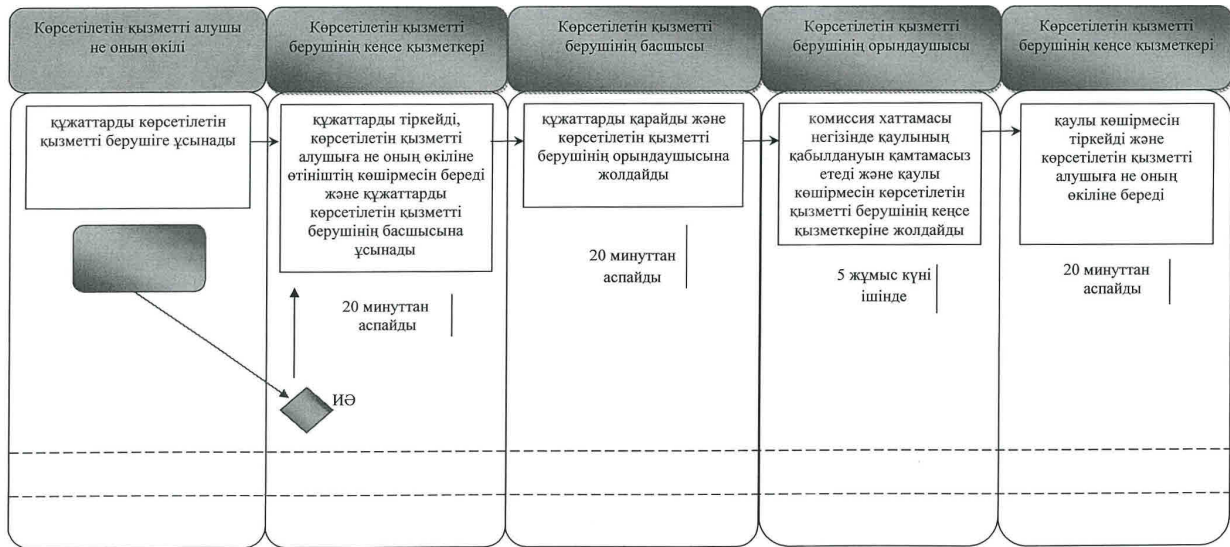 Көрсетілетін қызметті алушы
не оның өкілі
Көрсетілетін қызметті
берушінің кеңсе қызметкері
Көрсетілетін қызметті
берушінің басшысы
Көрсетілетін қызметті
берушінің орындаушысы
Көрсетілетін қызметті
берушінің кеңсе қызметкері
құжаттарды көрсетілетін
қызметті берушіге ұсынады
құжаттарды тіркейді,
көрсетілетін қызметті
алушыға не оның өкіліне
өтініштің көшірмесін береді
және құжаттарды
көрсетілетін қызметті
берушінің басшысына
ұсынады
20 минуттан
аспайды
ИӘ
құжаттарды қарайды және
көрсетілетін қызметті
берушінің орындаушысына
жолдайды
20 минуттан
аспайды
комиссия хаттамасы
негізінде қаулының
қабылдануын қамтамасыз
етеді және қаулы
көшірмесін көрсетілетін
қызметті берушінің кеңсе
қызметкеріне жолдайды
5 жұмыс күні
ішінде
қаулы көшірмесін
тіркейді және
көрсетілетін қызметті
алушыға не оның
өкіліне береді
20 минуттан
аспайды